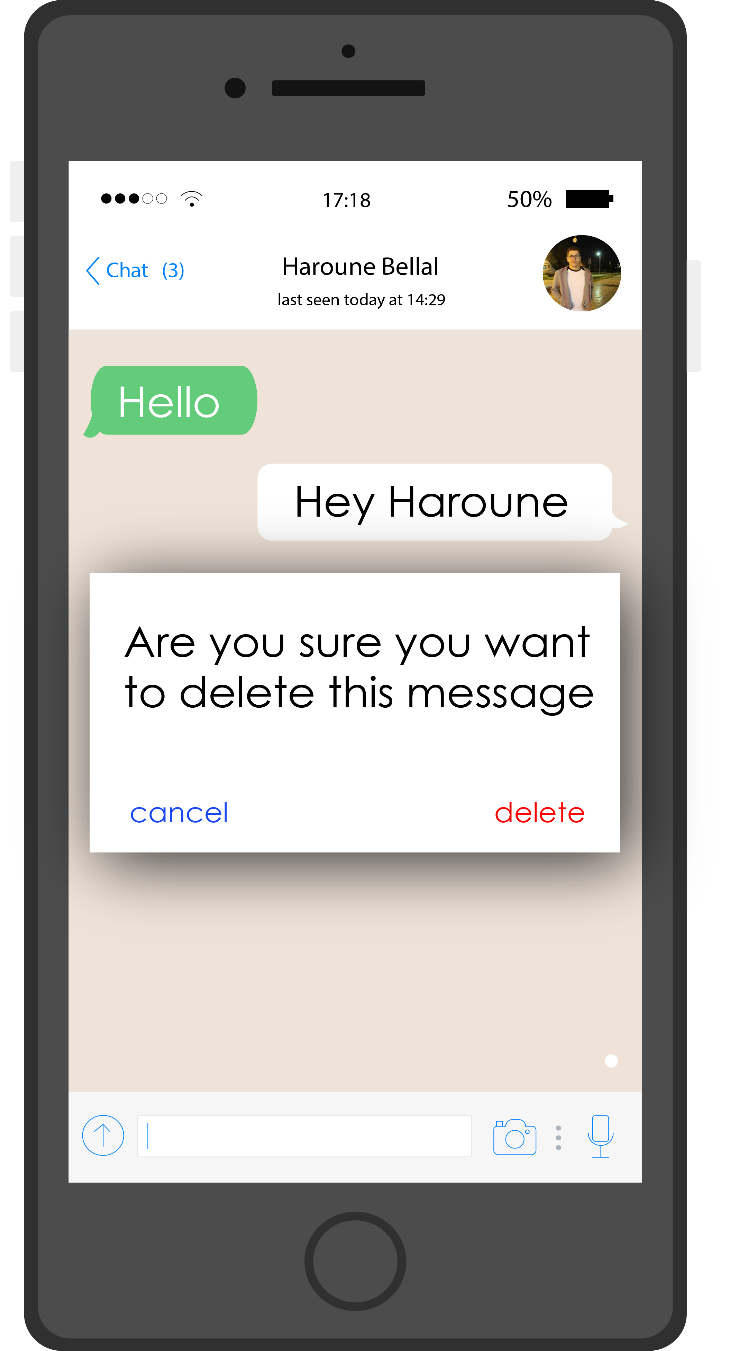 17:18
50%
Chat (3)
Haroune Bellal
last seen today at 14:29
Hello
Hey Haroune
Are you sure you want
to delete this message
cancel
delete